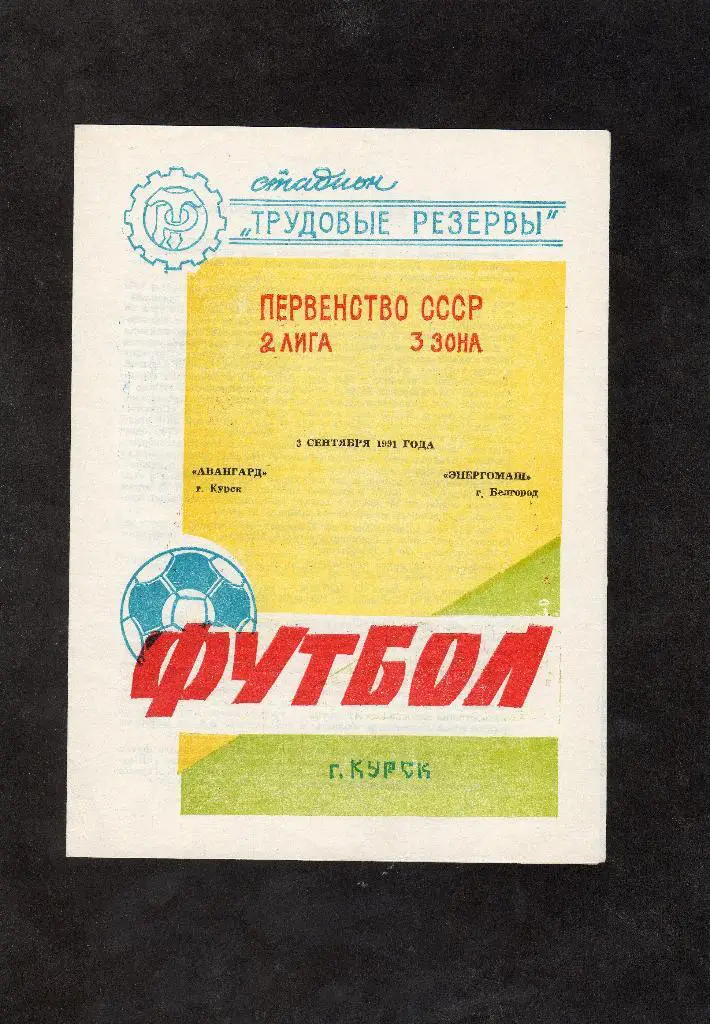 стадион
„ТРУДОВЫЕ РЕЗЕРВЫ"
ПЕРВЕНСТВО СССР
2 ЛИГА 3 ЗОНА
3 СЕНТЯБРЯ 1991 ГОДА
«АВАНГАРД» «ЭНЕРГОМАШ»
г. Курск г. Белгород
ФУТБОЛ
г. КУРСК